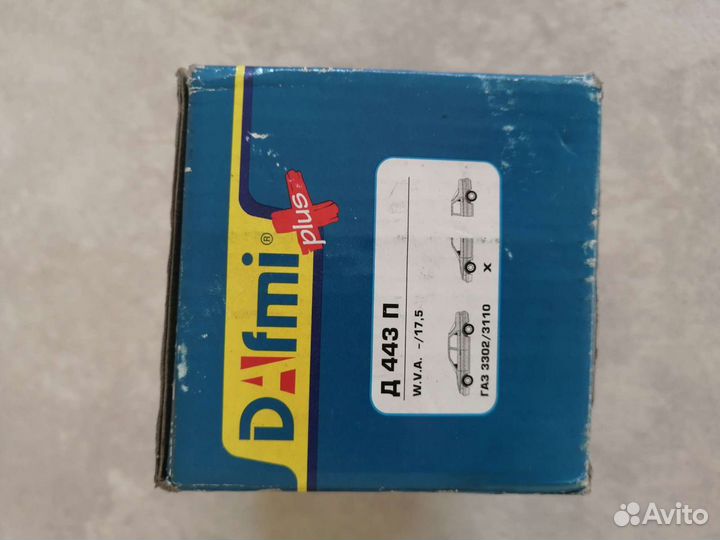 DAfmi ®
plus
Д 443 П
W.V.A. -/17,5
ГАЗ 3302/3110
x
Avito